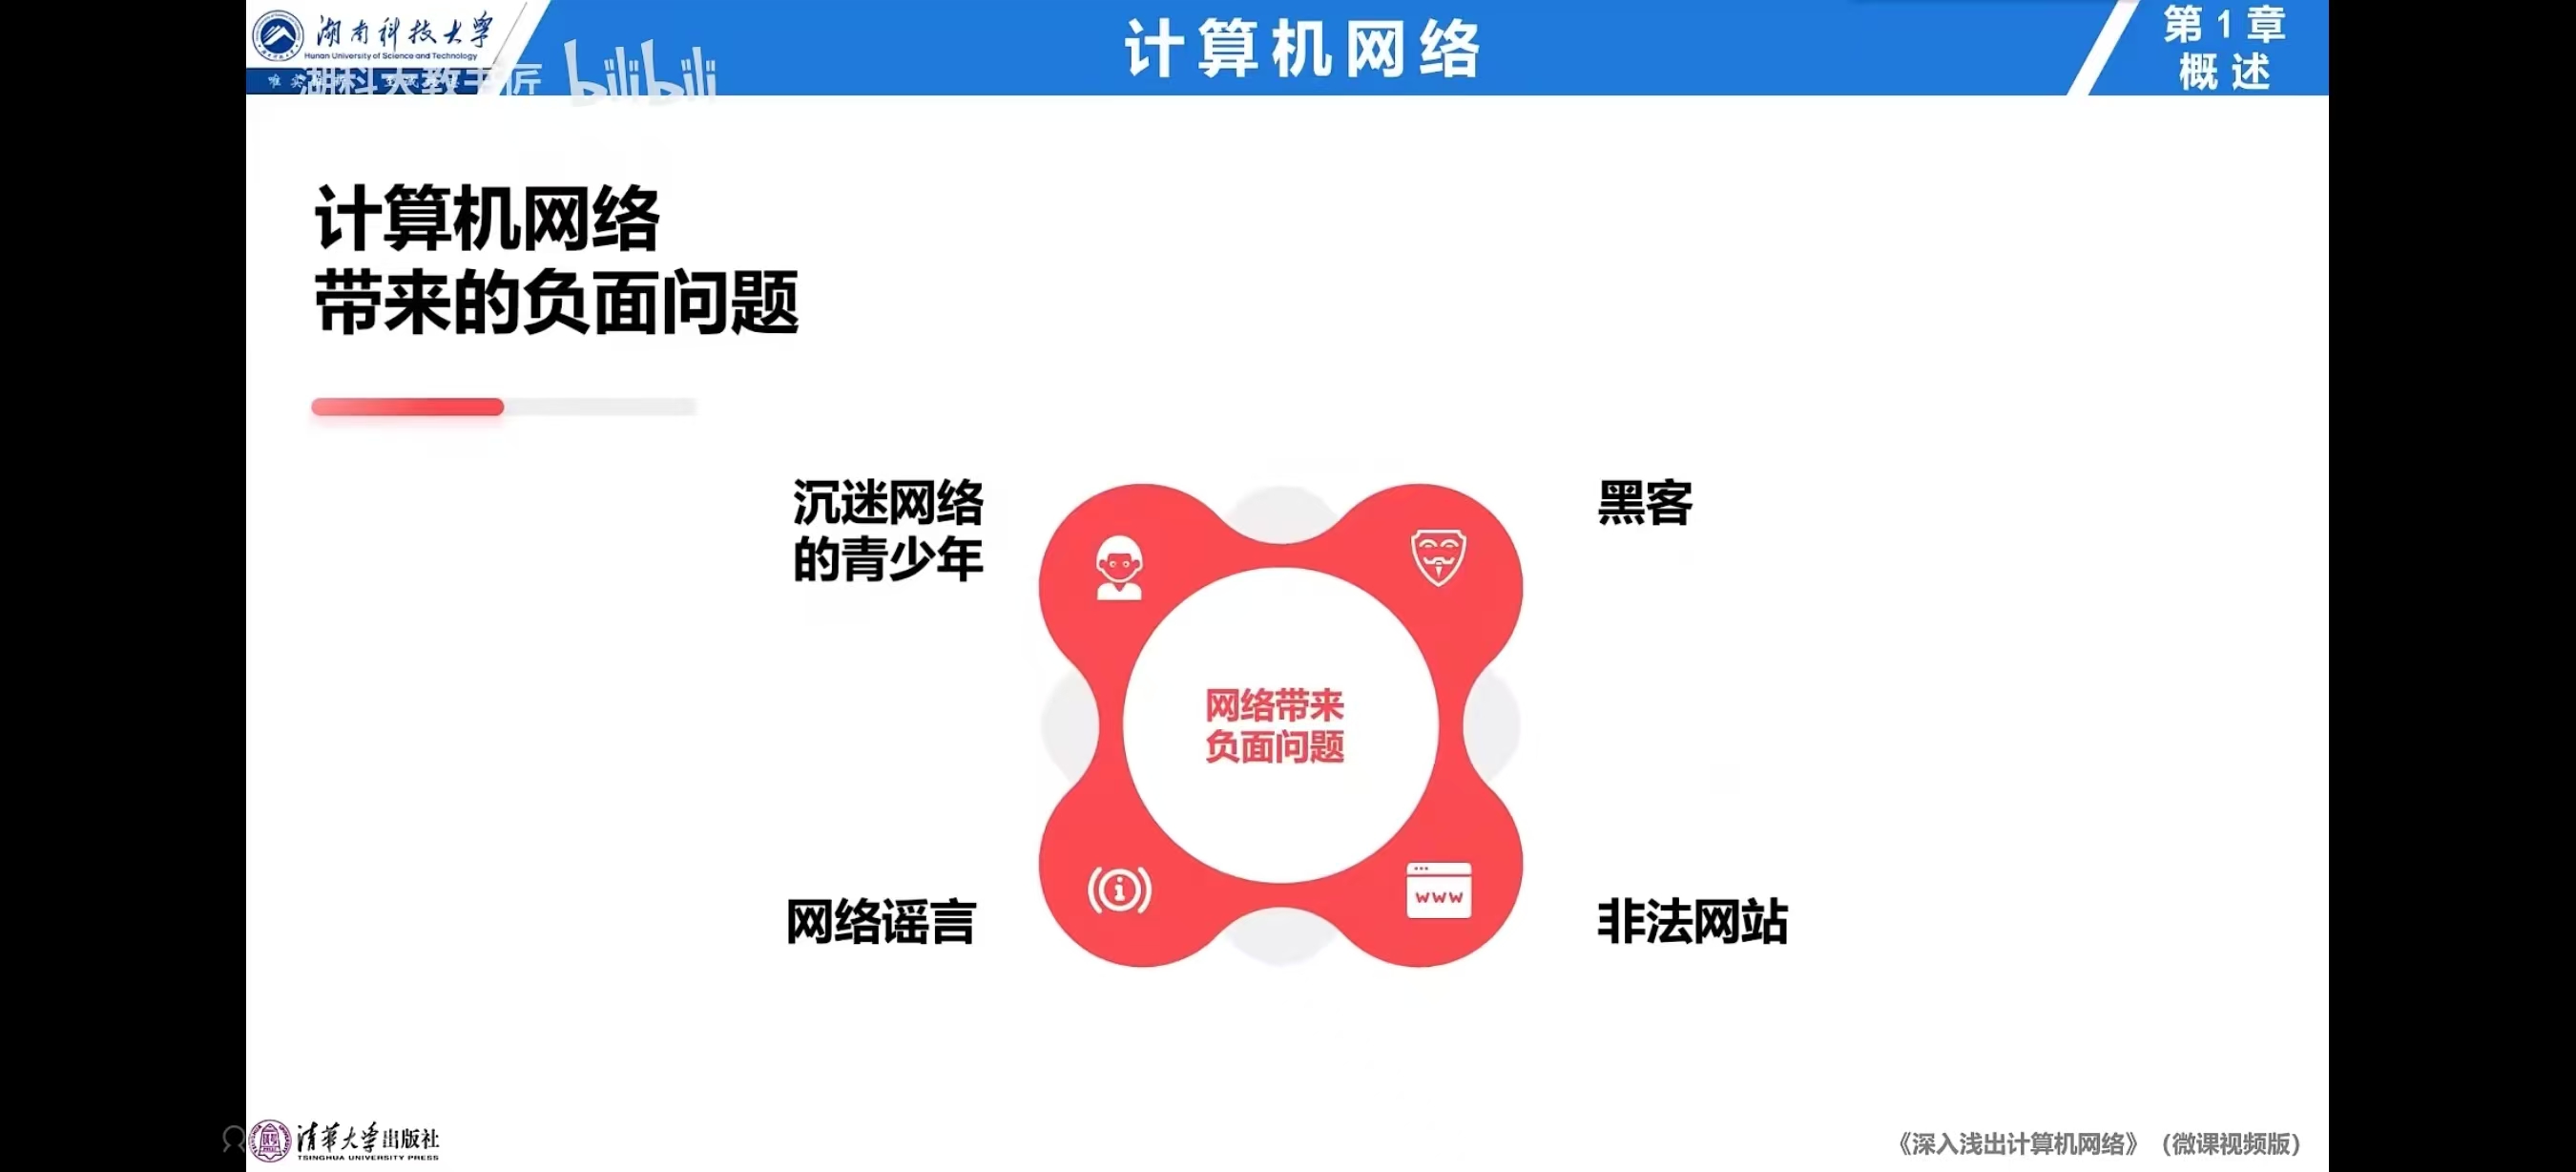 湖南科技大学
Hunan University of Science and Technology
湖科大教书匠 bilibili
计算机网络
第1章
概述
计算机网络
带来的负面问题
沉迷网络
的青少年
黑客
网络带来
负面问题
网络谣言
www
非法网站
清华大学出版社
TSINGHUA UNIVERSITY PRESS
《深入浅出计算机网络》（微课视频版）